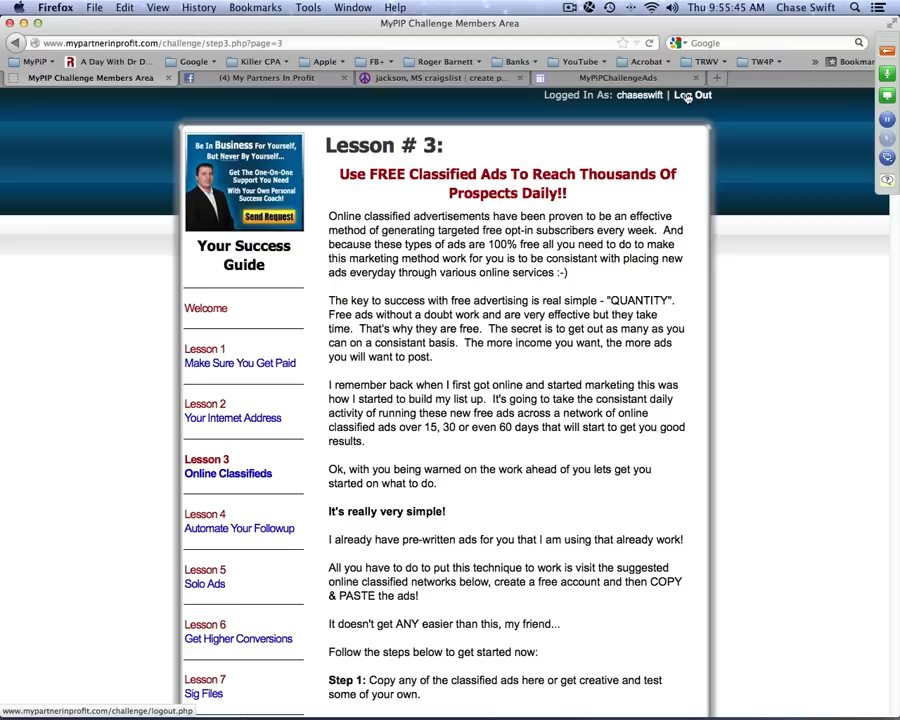 Firefox File Edit View History Bookmarks Tools Window Help Thu 9:55:45 AM Chase Swift
MyPIP Challenge Members Area
www.mypartnerinprofit.com/challenge/step3.php?page=3 Google
MyPiP A Day With Dr D... Google Killer CPA Apple FB+ Roger Barnett Banks YouTube Acrobat TRWV TW4P » Bookmar
MyPIP Challenge Members Area (4) My Partners In Profit jackson, MS craigslist | create p... MyPiPChallengeAds
Logged In As: chaseswift | Log Out
Be In Business For Yourself,
But Never By Yourself...
Get The One-On-One
Support You Need
With Your Own Personal
Success Coach!
Send Request
Your Success
Guide
Welcome
Lesson 1
Make Sure You Get Paid
Lesson 2
Your Internet Address
Lesson 3
Online Classifieds
Lesson 4
Automate Your Followup
Lesson 5
Solo Ads
Lesson 6
Get Higher Conversions
Lesson 7
Sig Files
Lesson # 3:
Use FREE Classified Ads To Reach Thousands Of
Prospects Daily!!
Online classified advertisements have been proven to be an effective
method of generating targeted free opt-in subscribers every week. And
because these types of ads are 100% free all you need to do to make
this marketing method work for you is to be consistant with placing new
ads everyday through various online services :-)
The key to success with free advertising is real simple - "QUANTITY".
Free ads without a doubt work and are very effective but they take
time. That's why they are free. The secret is to get out as many as you
can on a consistant basis. The more income you want, the more ads
you will want to post.
I remember back when I first got online and started marketing this was
how I started to build my list up. It's going to take the consistant daily
activity of running these new free ads across a network of online
classified ads over 15, 30 or even 60 days that will start to get you good
results.
Ok, with you being warned on the work ahead of you lets get you
started on what to do.
It's really very simple!
I already have pre-written ads for you that I am using that already work!
All you have to do to put this technique to work is visit the suggested
online classified networks below, create a free account and then COPY
& PASTE the ads!
It doesn't get ANY easier than this, my friend...
Follow the steps below to get started now:
Step 1: Copy any of the classified ads here or get creative and test
some of your own.
www.mypartnerinprofit.com/challenge/logout.php